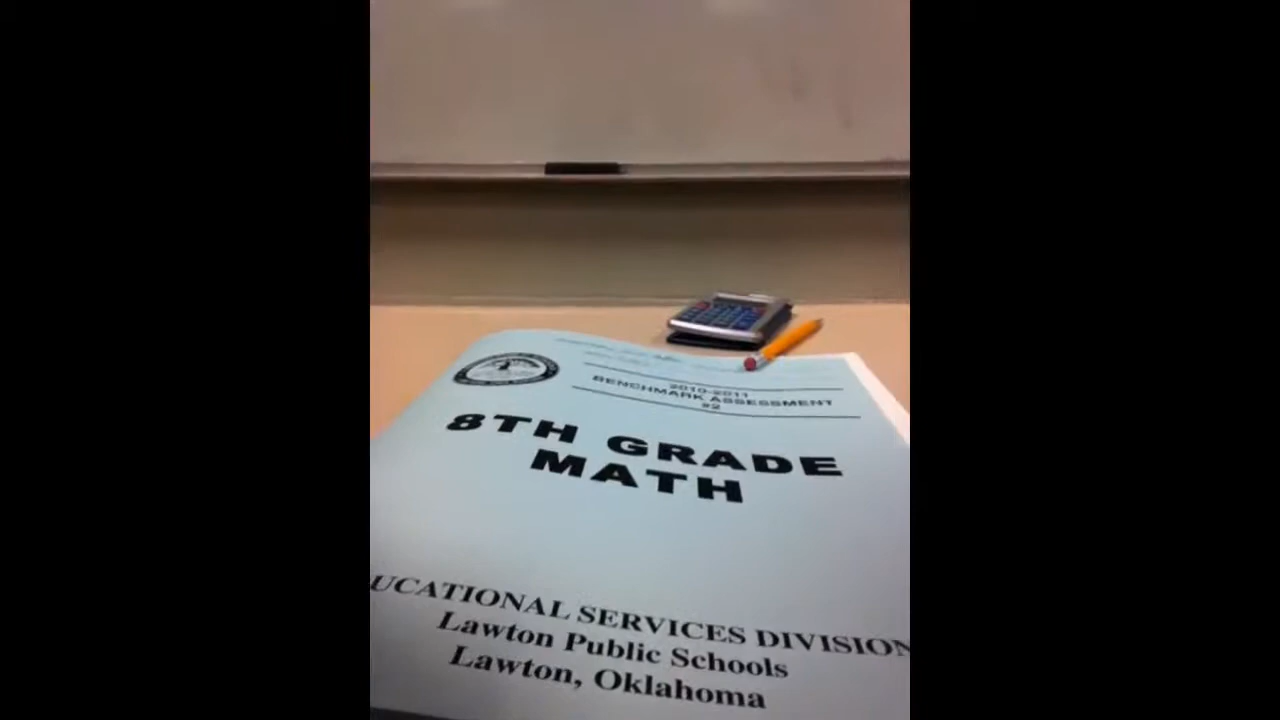 2010-2011
BENCHMARK ASSESSMENT
#2
8TH GRADE
MATH
UCATIONAL SERVICES DIVISION
Lawton Public Schools
Lawton, Oklahoma